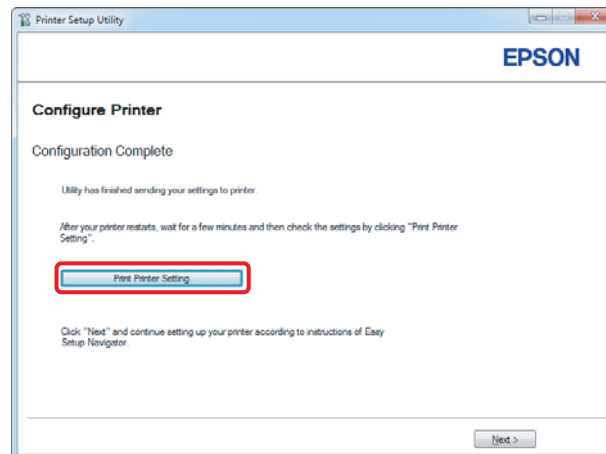 Printer Setup Utility
EPSON
Configure Printer
Configuration Complete
Utility has finished sending your settings to printer.
After your printer restarts, wait for a few minutes and then check the settings by clicking "Print Printer
Setting".
Print Printer Setting
Click "Next" and continue setting up your printer according to instructions of Easy
Setup Navigator.
Next >